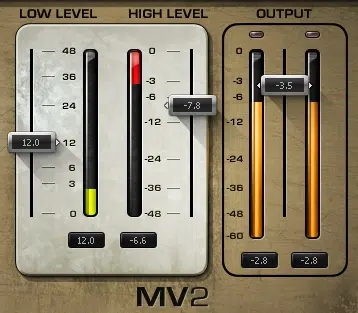 LOW LEVEL HIGH LEVEL OUTPUT
48 0 0
36 -3 -3
24 -6 -6
-7.8 -3.5
-12 -12
12.0 12
6 -24 -24
3 -36 -36
0 -48 -48
-60
12.0 -6.6 -2.8 -2.8
MV2